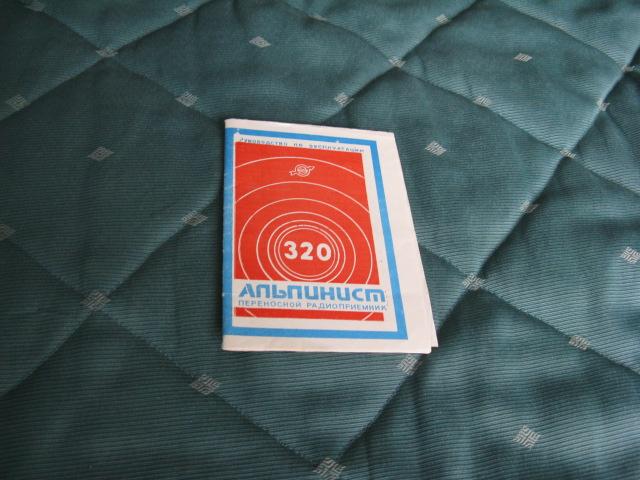 РУКОВОДСТВО ПО ЭКСПЛУАТАЦИИ
320
АЛЬПИНИСТ
ПЕРЕНОСНОЙ РАДИОПРИЕМНИК